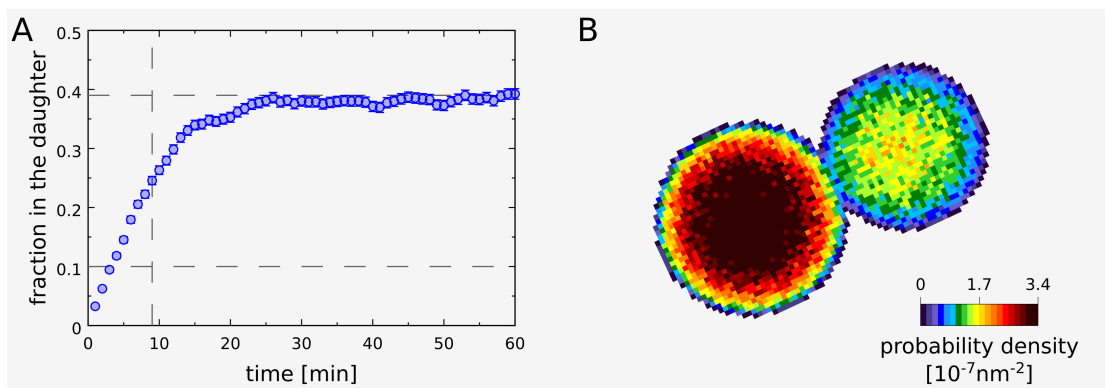 A
B
fraction in the daughter
0.5
0.4
0.3
0.2
0.1
0
0 10 20 30 40 50 60
time [min]
0 1.7 3.4
probability density
[10⁻⁷nm⁻²]